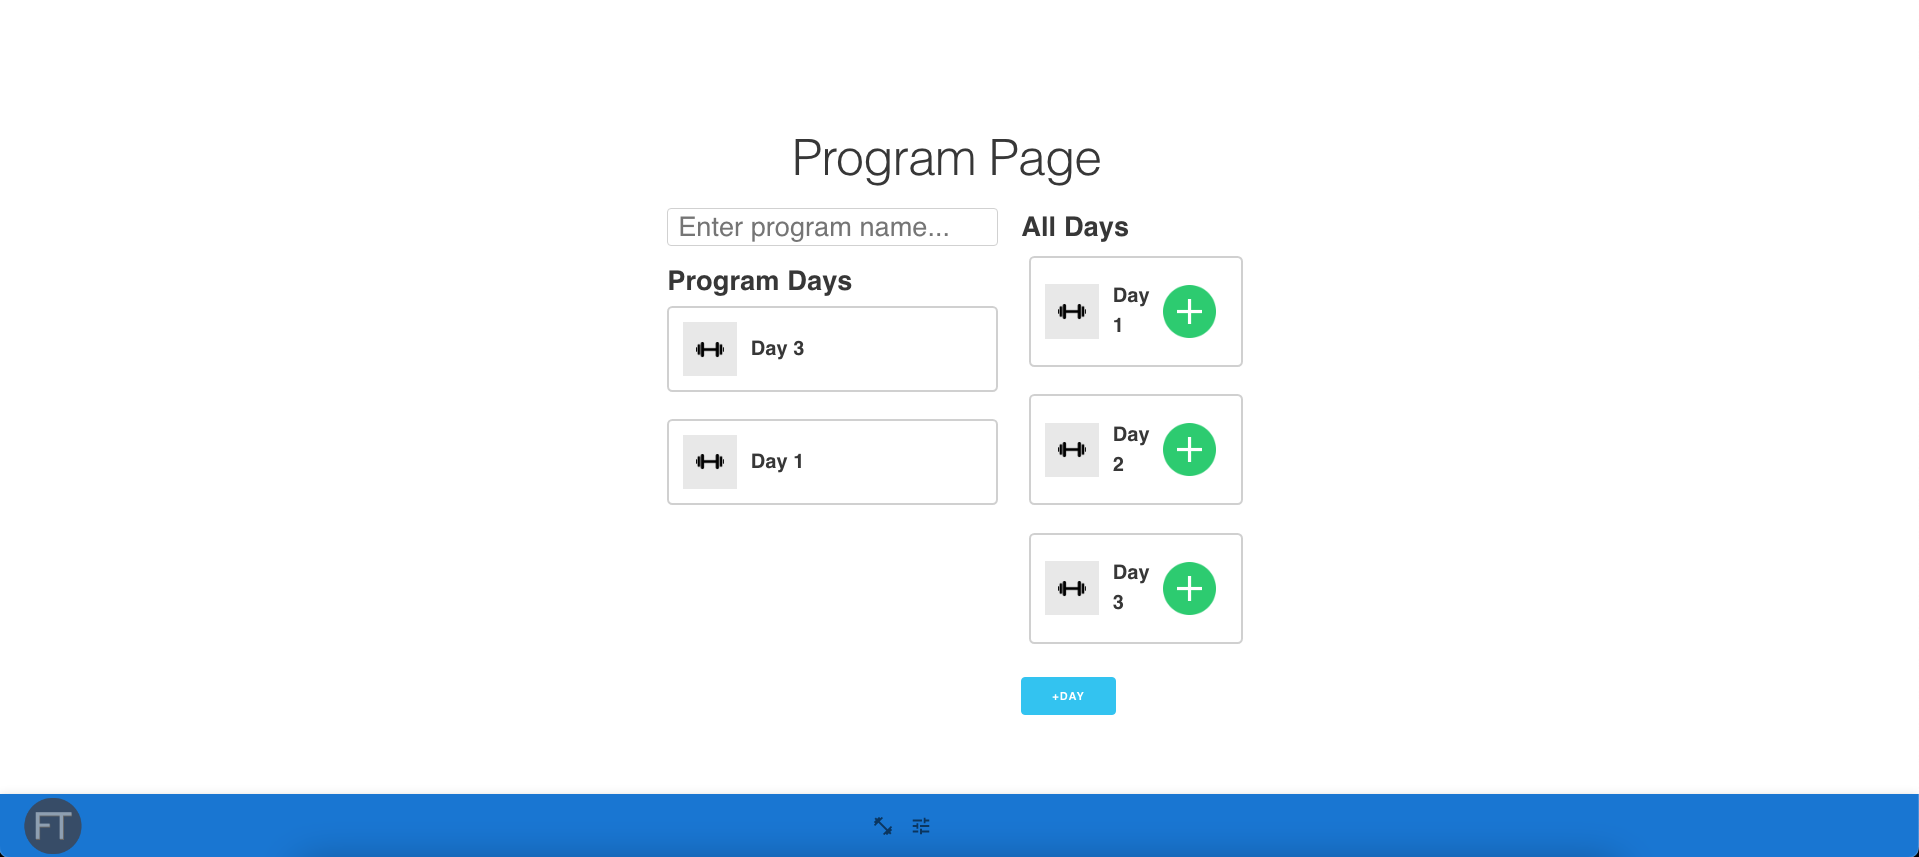 Program Page
Enter program name...
Program Days
Day 3
Day 1
All Days
Day
1
Day
2
Day
3
+DAY
FT